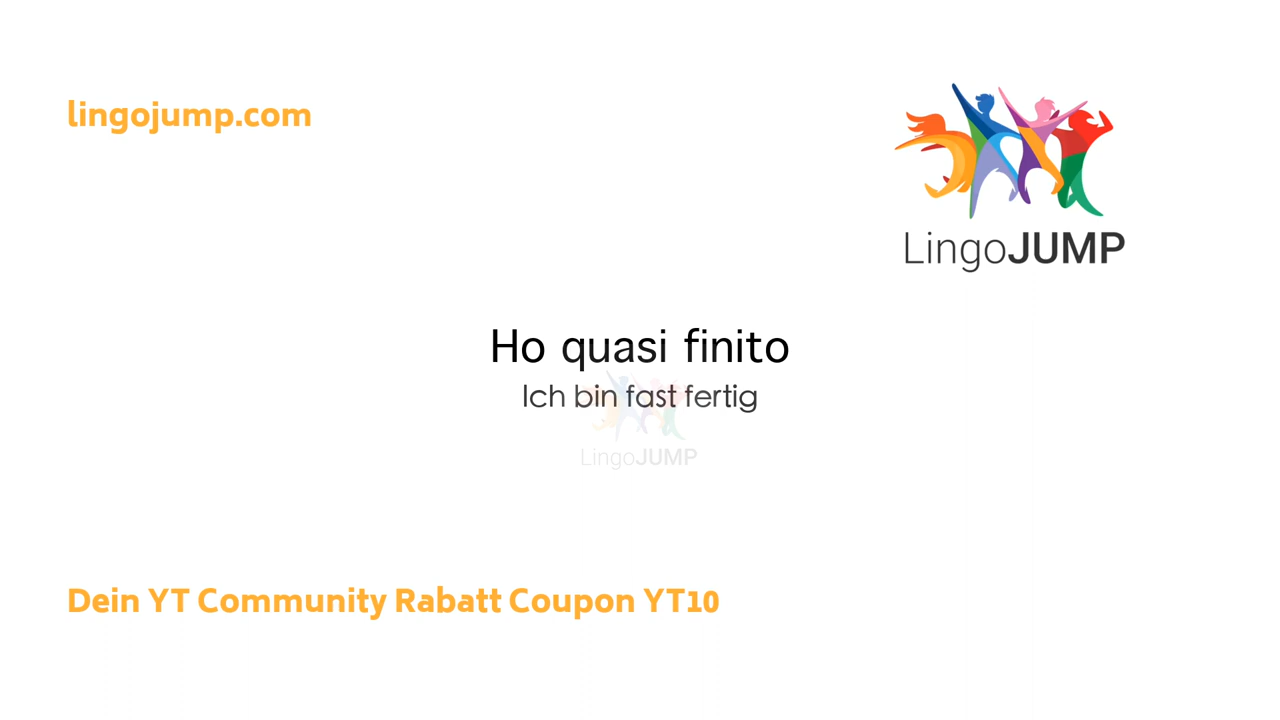 lingojump.com
LingoJUMP
Ho quasi finito
Ich bin fast fertig
LingoJUMP
Dein YT Community Rabatt Coupon YT10